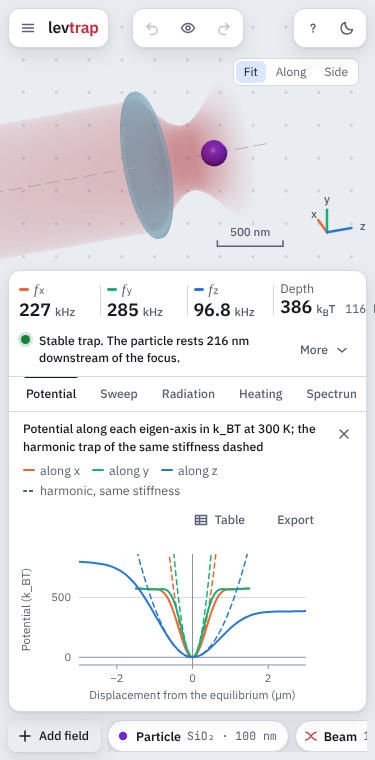 levtrap
?
Fit Along Side
500 nm
y
x
z
fx fy fz Depth
227 kHz 285 kHz 96.8 kHz 386 kBT 116
Stable trap. The particle rests 216 nm
downstream of the focus.
More
Potential Sweep Radiation Heating Spectrun
Potential along each eigen-axis in k_BT at 300 K; the
harmonic trap of the same stiffness dashed
along x along y along z
harmonic, same stiffness
Table Export
Potential (k_BT)
500
0
−2 0 2
Displacement from the equilibrium (μm)
+ Add field Particle SiO₂ · 100 nm Beam